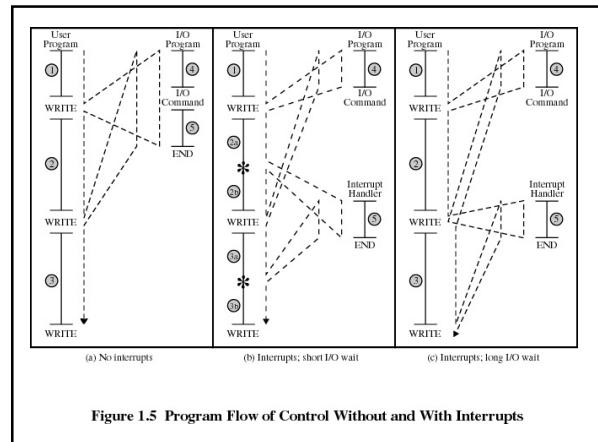 User Program
I/O Program
1
4
WRITE
I/O Command
5
2
END
WRITE
3
WRITE
(a) No interrupts
User Program
I/O Program
1
4
WRITE
I/O Command
2a
2b
Interrupt Handler
5
WRITE
END
3a
3b
WRITE
(b) Interrupts; short I/O wait
User Program
I/O Program
1
4
WRITE
I/O Command
2
Interrupt Handler
5
WRITE
END
3
WRITE
(c) Interrupts; long I/O wait
Figure 1.5 Program Flow of Control Without and With Interrupts